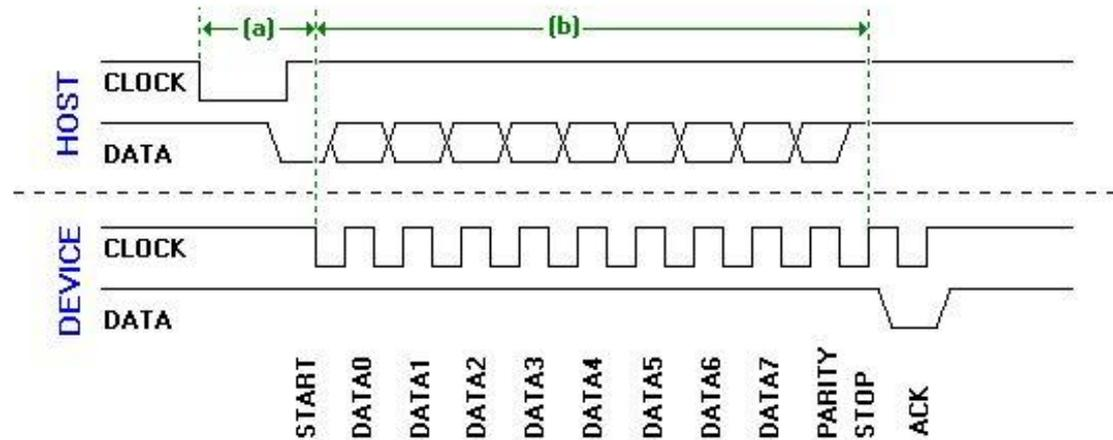 (a)
(b)
HOST
CLOCK
DATA
DEVICE
CLOCK
DATA
START
DATA0
DATA1
DATA2
DATA3
DATA4
DATA5
DATA6
DATA7
PARITY
STOP
ACK